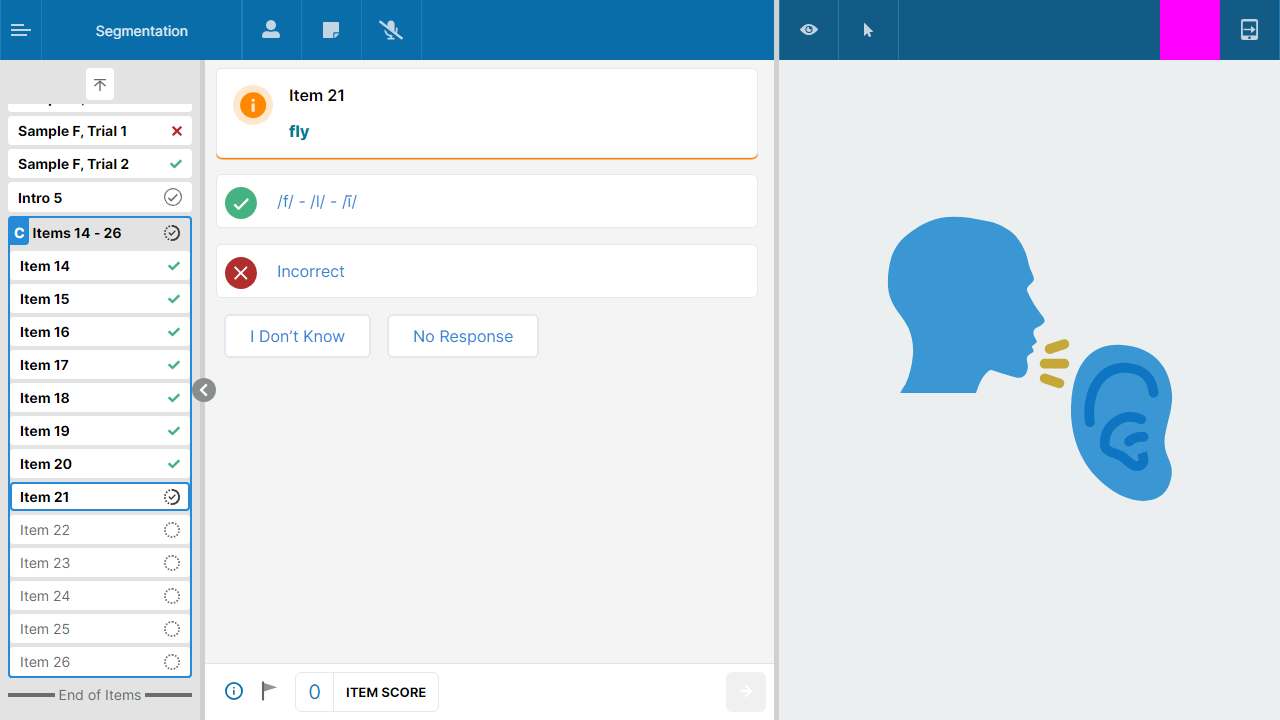 Segmentation
Sample F, Trial 1
Sample F, Trial 2
Intro 5
C Items 14 - 26
Item 14
Item 15
Item 16
Item 17
Item 18
Item 19
Item 20
Item 21
Item 22
Item 23
Item 24
Item 25
Item 26
End of Items
Item 21
fly
/f/ - /l/ - /ī/
Incorrect
I Don’t Know
No Response
0 ITEM SCORE